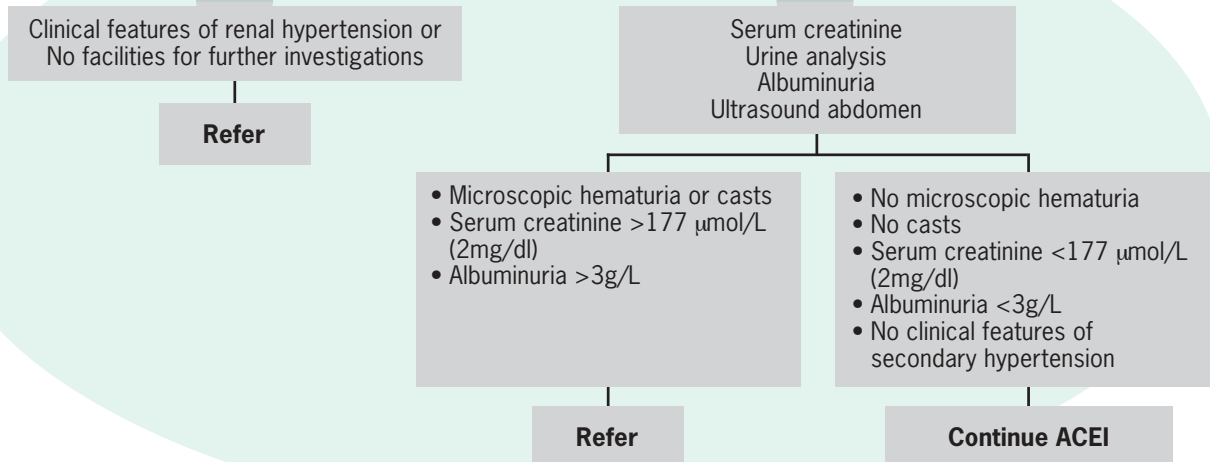 Clinical features of renal hypertension or
No facilities for further investigations
Refer
Serum creatinine
Urine analysis
Albuminuria
Ultrasound abdomen
• Microscopic hematuria or casts
• Serum creatinine >177 µmol/L
(2mg/dl)
• Albuminuria >3g/L
Refer
• No microscopic hematuria
• No casts
• Serum creatinine <177 µmol/L
(2mg/dl)
• Albuminuria <3g/L
• No clinical features of
secondary hypertension
Continue ACEI